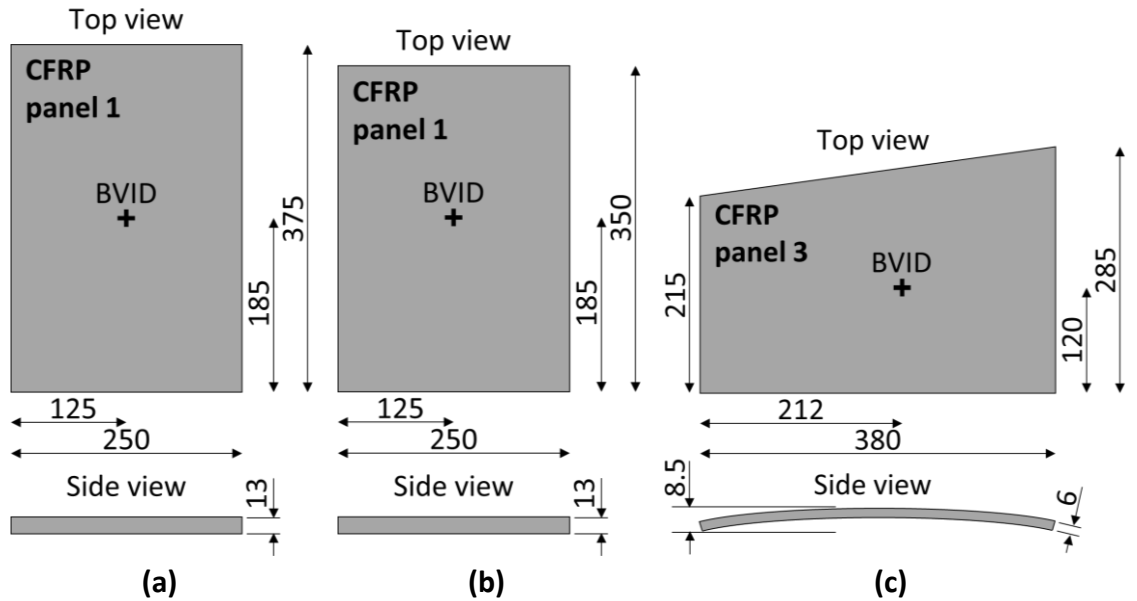 Top view
CFRP
panel 1
BVID
375
185
125
250
Side view
13
(a)
Top view
CFRP
panel 1
BVID
350
185
125
250
Side view
13
(b)
Top view
CFRP
panel 3
BVID
215
285
120
212
380
8.5
Side view
6
(c)